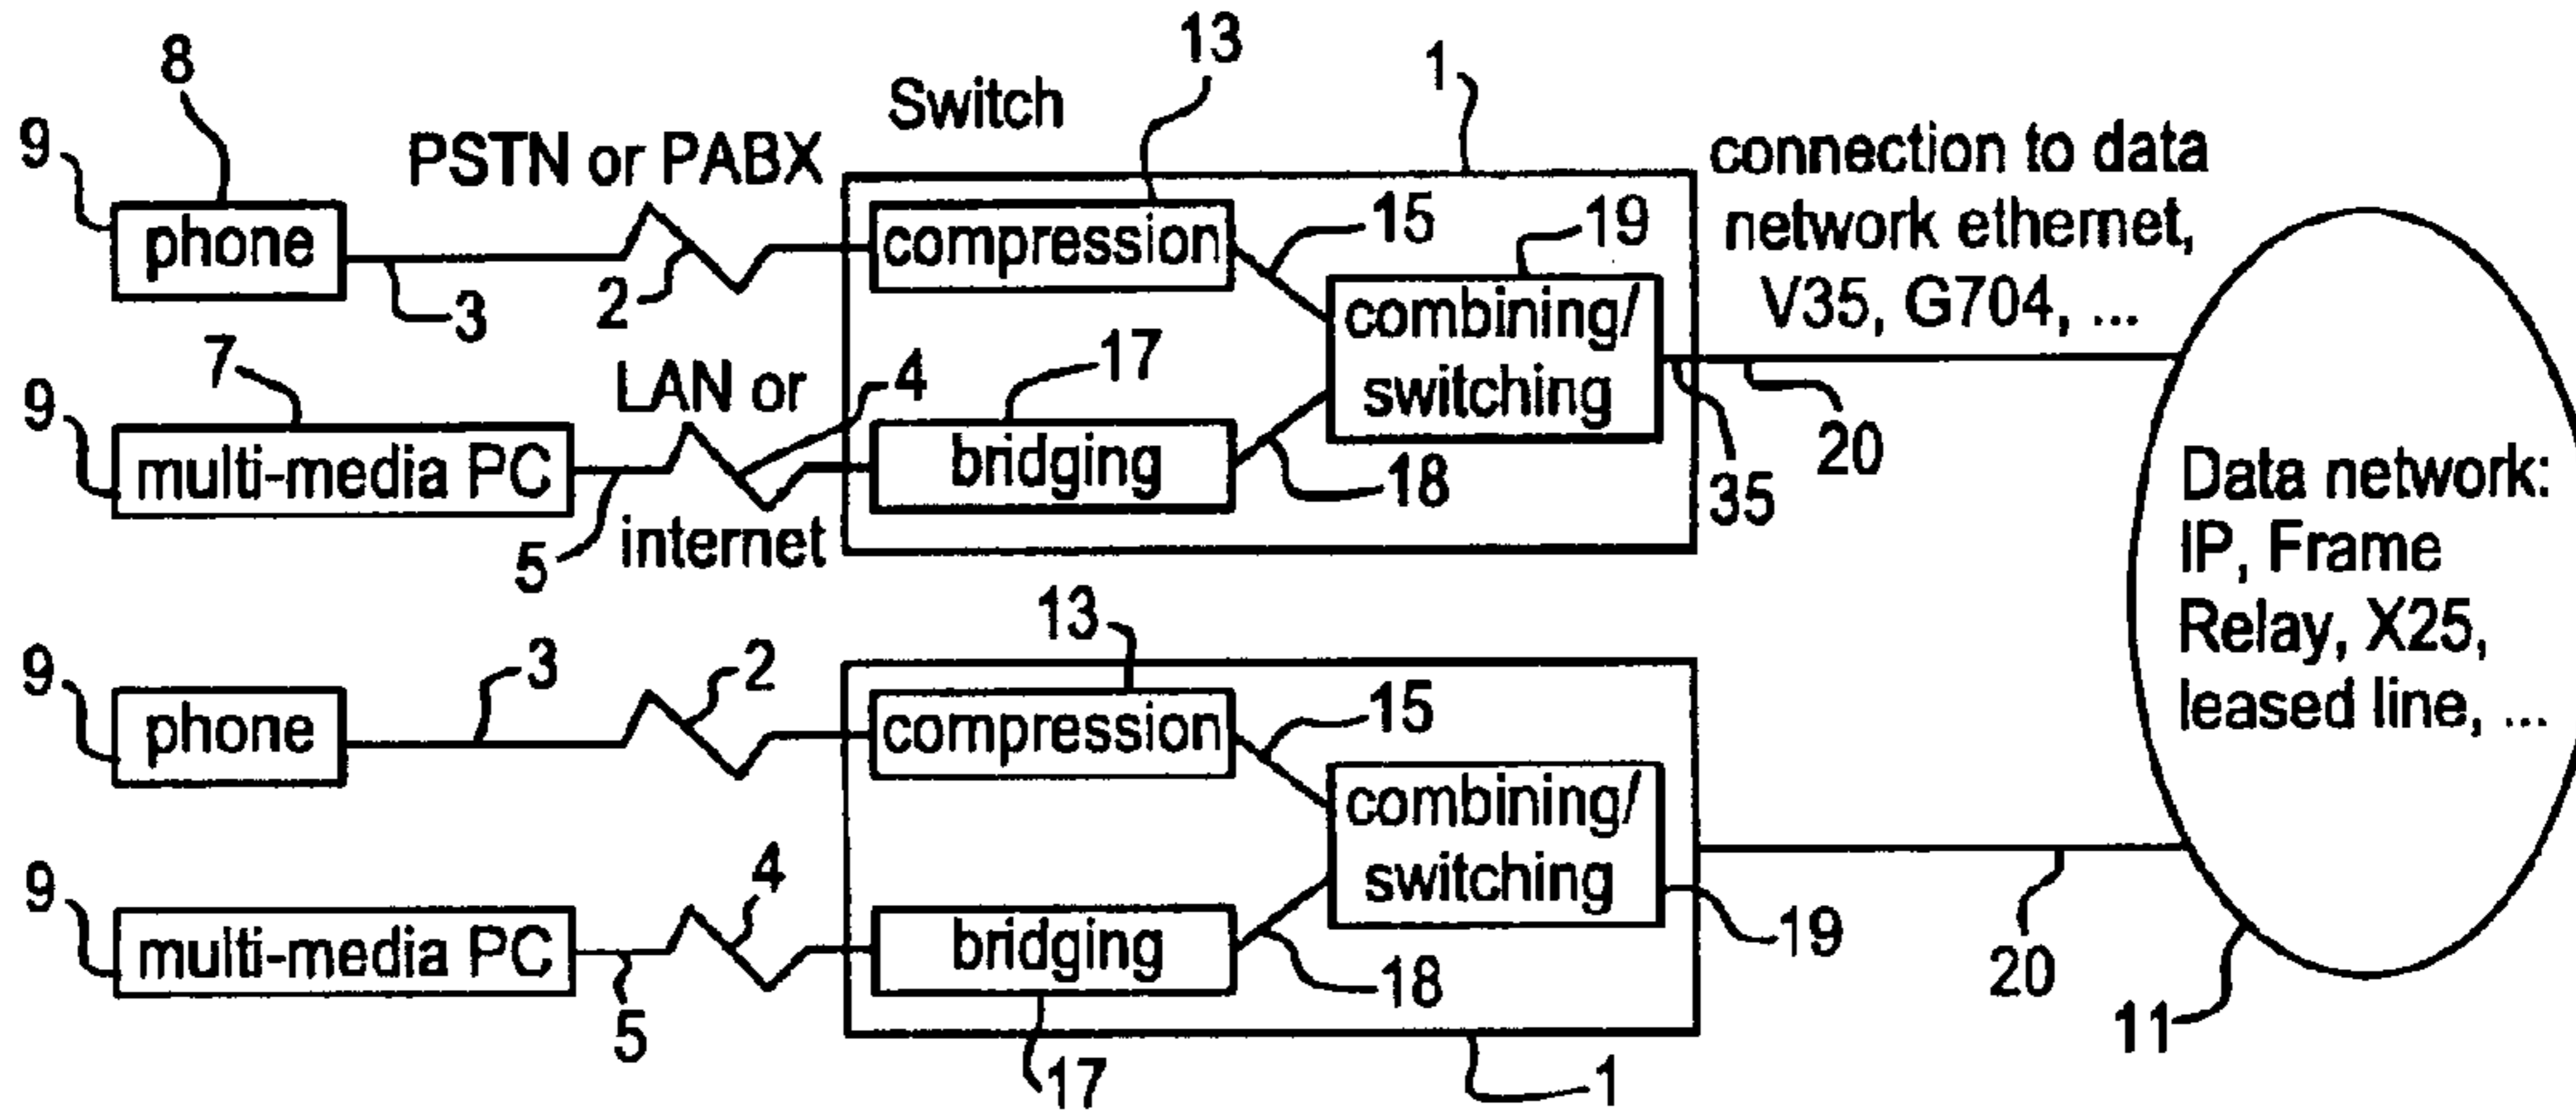 13
8
Switch
1
9
PSTN or PABX
connection to data
network ethernet,
V35, G704, ...
phone
compression
15
19
3
2
combining/
switching
7
LAN or
4
17
9
multi-media PC
bridging
18
35
20
5
internet
Data network:
IP, Frame
Relay, X25,
leased line, ...
13
9
3
2
phone
compression
15
combining/
switching
9
4
multi-media PC
bridging
18
19
5
20
11
17
1